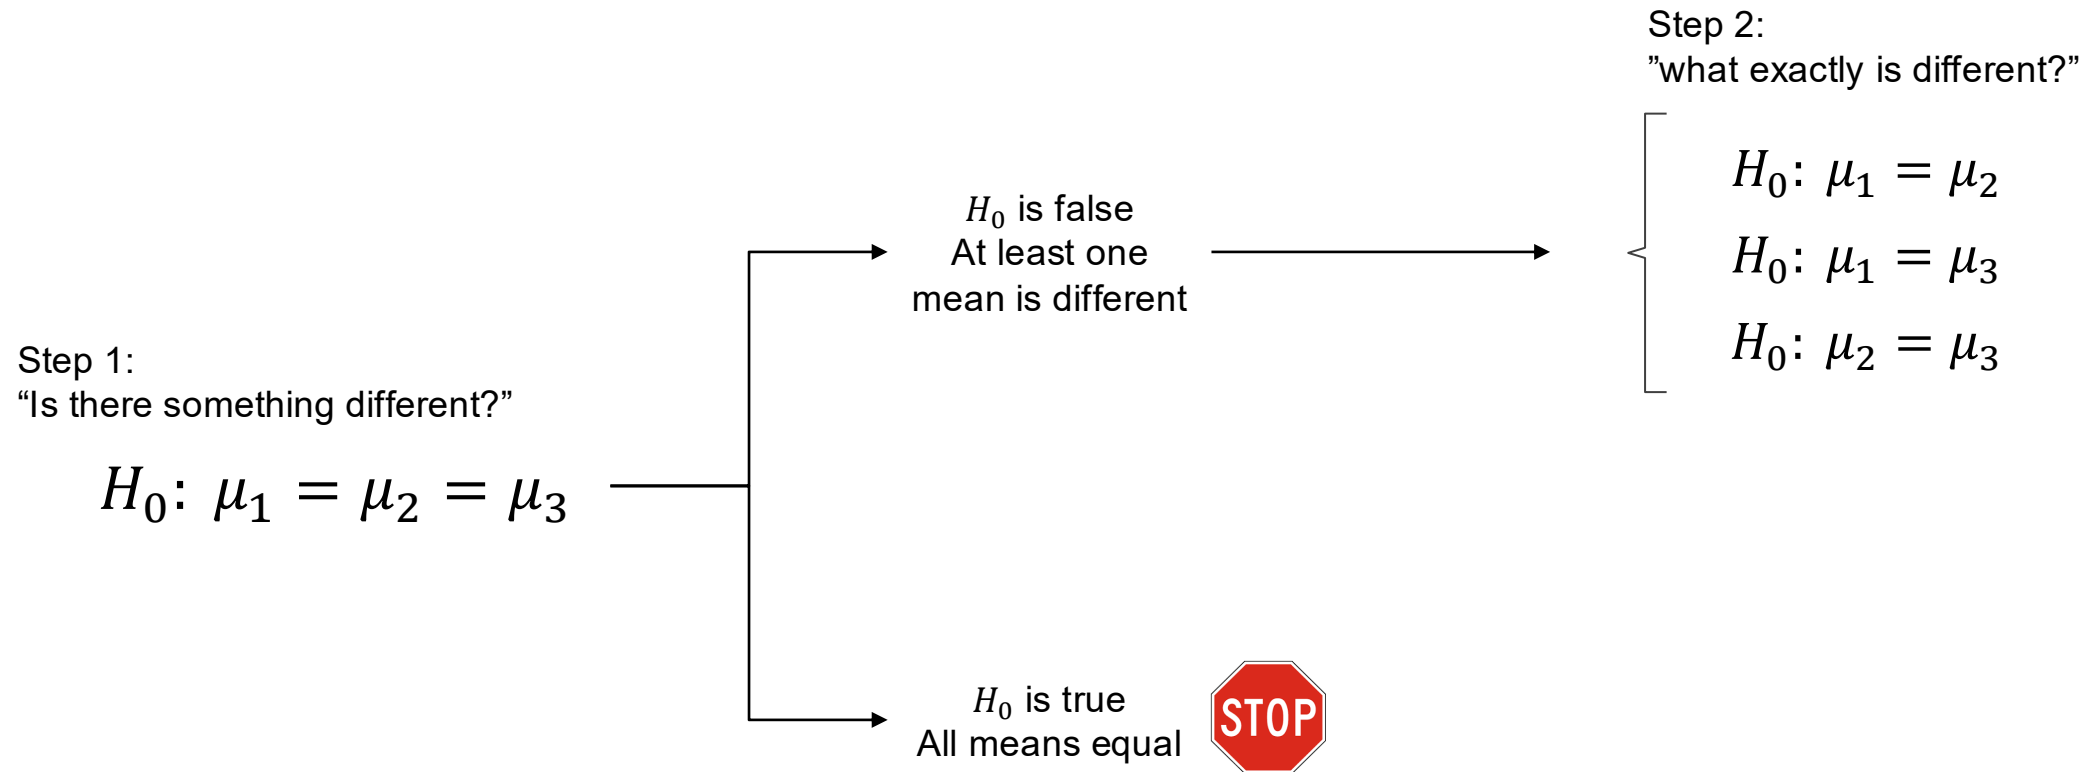 Step 1:
“Is there something different?”
H₀: μ₁ = μ₂ = μ₃
H₀ is false
At least one
mean is different
H₀ is true
All means equal
STOP
Step 2:
”what exactly is different?”
H₀: μ₁ = μ₂
H₀: μ₁ = μ₃
H₀: μ₂ = μ₃